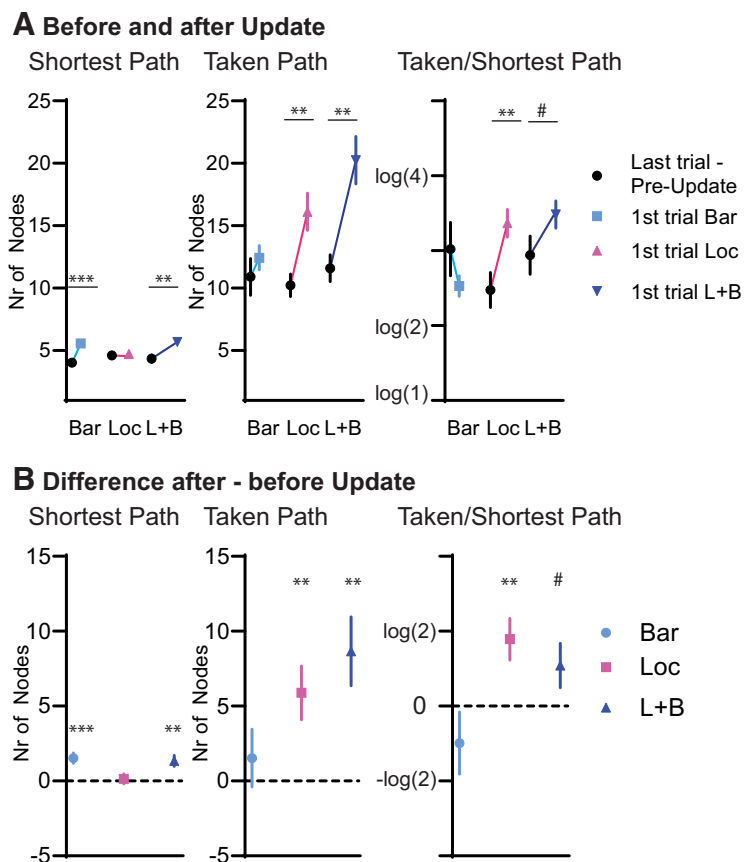 A Before and after Update
Shortest Path
Taken Path
Taken/Shortest Path
Nr of Nodes
25
20
15
10
5
***
**
Bar Loc L+B
Nr of Nodes
25
20
15
10
5
**
**
Bar Loc L+B
log(4)
log(2)
log(1)
**
#
Bar Loc L+B
Last trial -
Pre-Update
1st trial Bar
1st trial Loc
1st trial L+B
B Difference after - before Update
Shortest Path
Taken Path
Taken/Shortest Path
Nr of Nodes
15
10
5
0
-5
***
**
Nr of Nodes
15
10
5
0
-5
**
**
log(2)
0
-log(2)
**
#
Bar
Loc
L+B